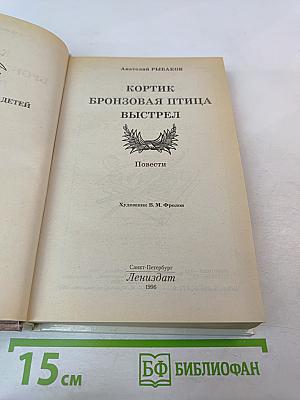 ДЕТЕЙ
Анатолий РЫБАКОВ
КОРТИК
БРОНЗОВАЯ ПТИЦА
ВЫСТРЕЛ
Повести
Художник В. М. Фролов
Санкт-Петербург
Лениздат
1996
15 см
БФ БИБЛИОФАН